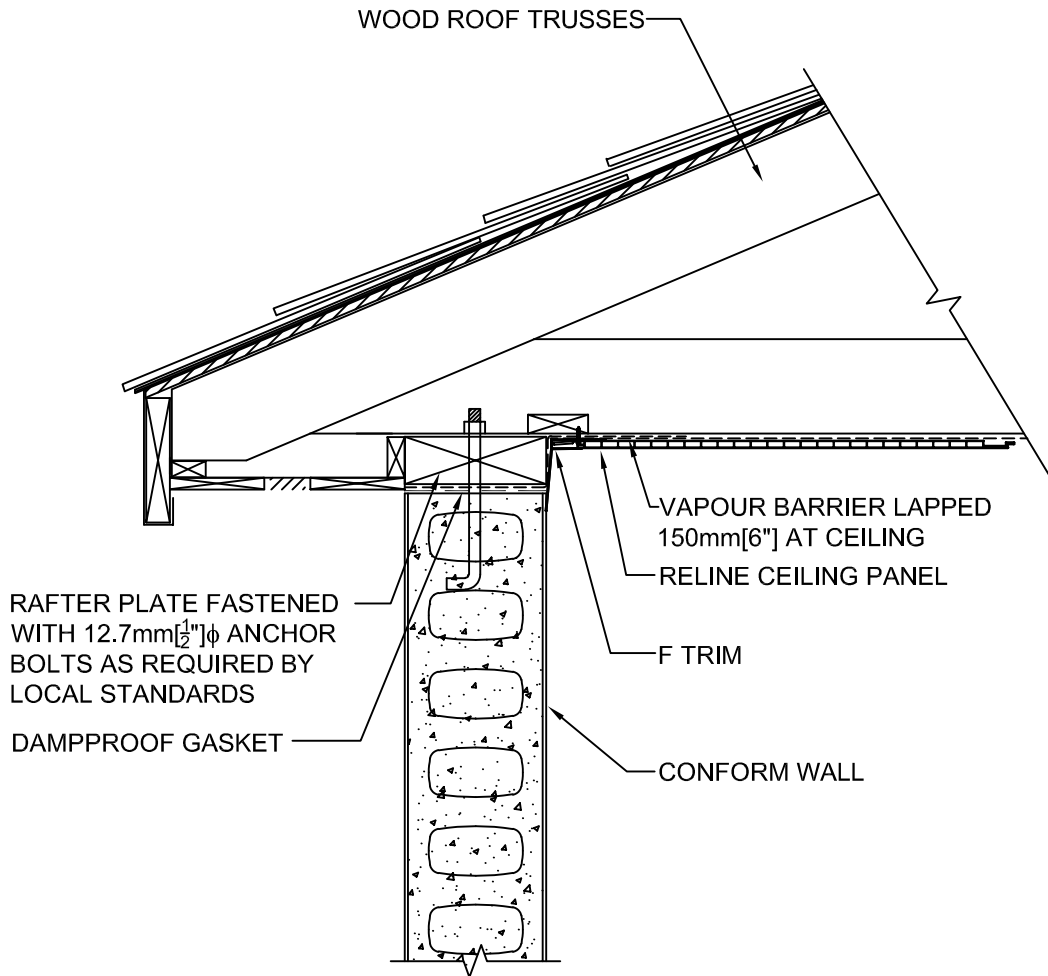 WOOD ROOF TRUSSES
VAPOUR BARRIER LAPPED
150mm[6"] AT CEILING
RELINE CEILING PANEL
RAFTER PLATE FASTENED
WITH 12.7mm[1/2"]ϕ ANCHOR
BOLTS AS REQUIRED BY
LOCAL STANDARDS
F TRIM
DAMPPROOF GASKET
CONFORM WALL